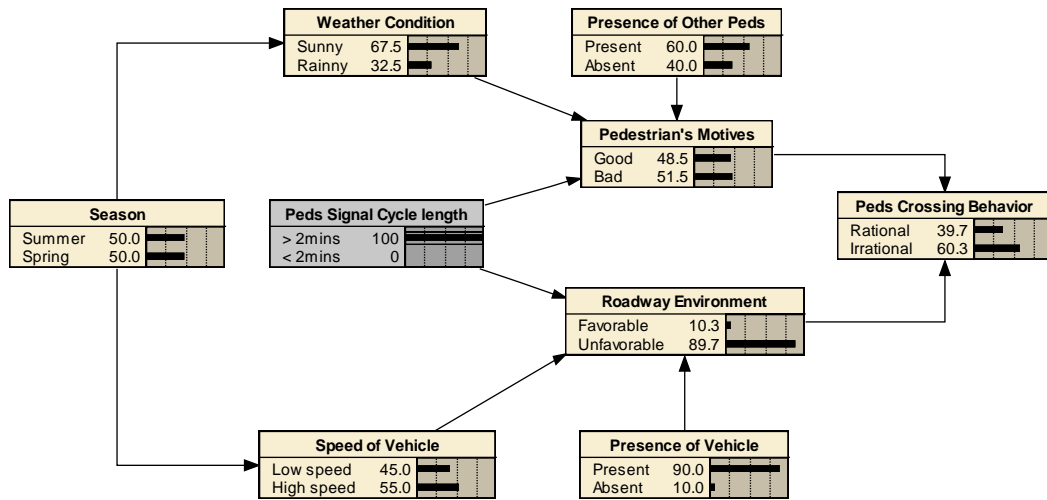 Weather Condition
Sunny 67.5
Rainny 32.5
Presence of Other Peds
Present 60.0
Absent 40.0
Pedestrian's Motives
Good 48.5
Bad 51.5
Season
Summer 50.0
Spring 50.0
Peds Signal Cycle length
> 2mins 100
< 2mins 0
Peds Crossing Behavior
Rational 39.7
Irrational 60.3
Roadway Environment
Favorable 10.3
Unfavorable 89.7
Speed of Vehicle
Low speed 45.0
High speed 55.0
Presence of Vehicle
Present 90.0
Absent 10.0